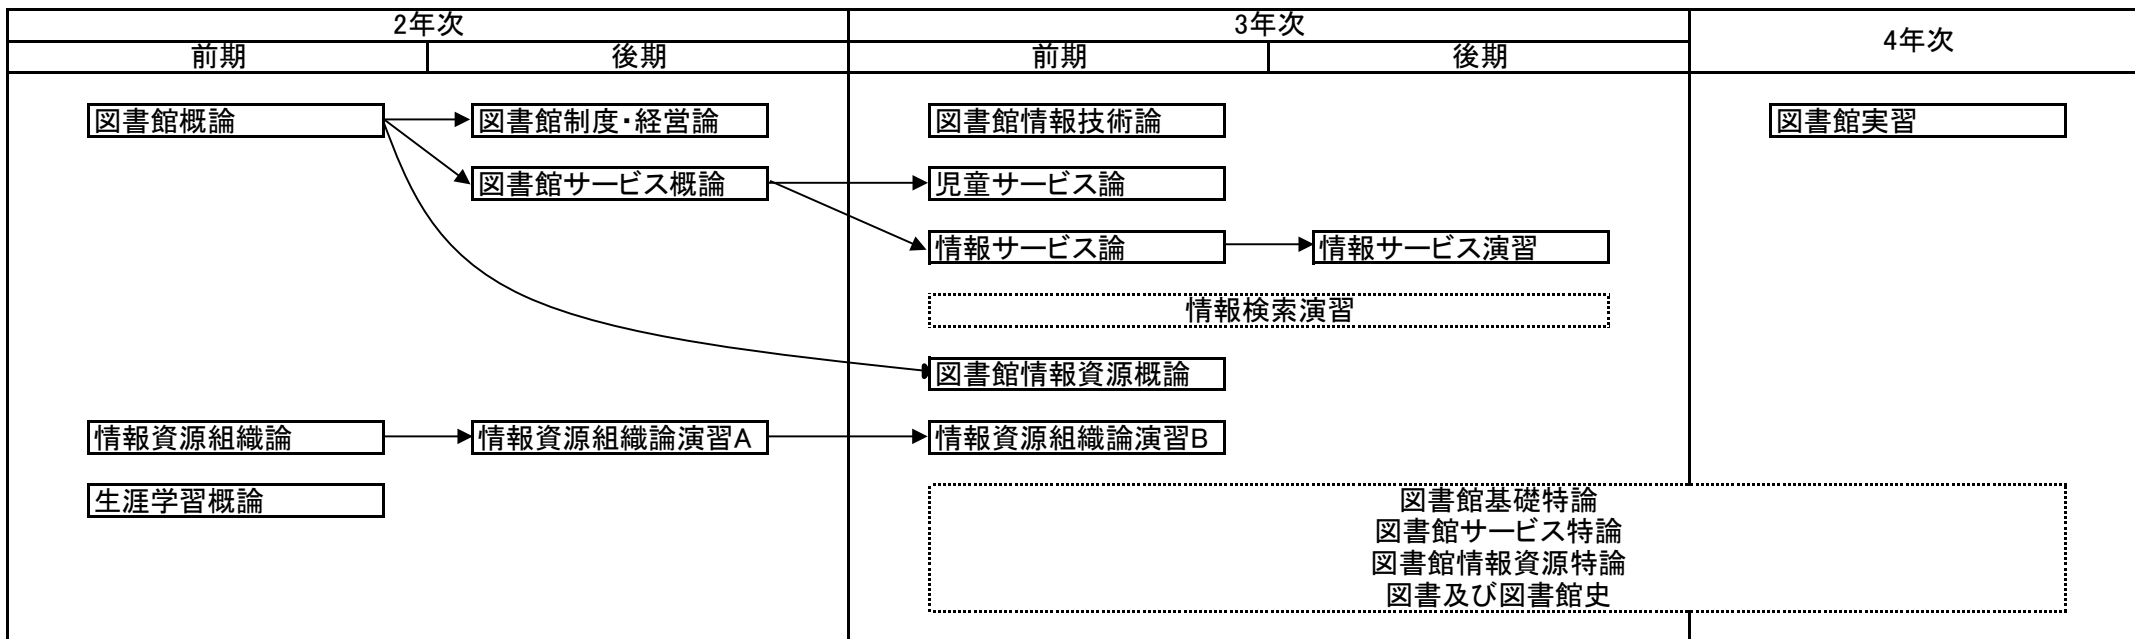 2年次
3年次
4年次
前期
後期
前期
後期
図書館概論
図書館制度・経営論
図書館情報技術論
図書館実習
図書館サービス概論
児童サービス論
情報サービス論
情報サービス演習
情報検索演習
図書館情報資源概論
情報資源組織論
情報資源組織論演習A
情報資源組織論演習B
生涯学習概論
図書館基礎特論
図書館サービス特論
図書館情報資源特論
図書及び図書館史